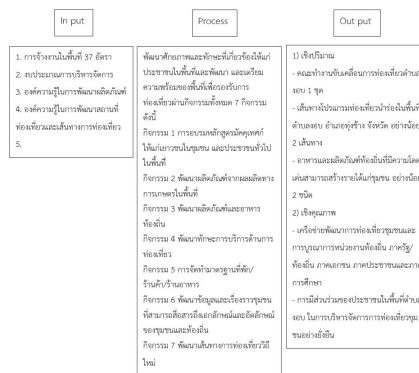 In put
Process
Out put
1. การจ้างงานในพื้นที่ 37 อัตรา
2. งบประมาณการบริหารจัดการ
3. องค์ความรู้ในการพัฒนาผลิตภัณฑ์
4. องค์ความรู้ในการพัฒนาสถานที่
ท่องเที่ยวและเส้นทางการท่องเที่ยว
5.
พัฒนาศักยภาพและทักษะที่เกี่ยวข้องให้แก่
ประชาชนในพื้นที่และพัฒนา และเตรียม
ความพร้อมของพื้นที่เพื่อรองรับการ
ท่องเที่ยวผ่านกิจกรรมทั้งหมด 7 กิจกรรม
ดังนี้
กิจกรรม 1 การอบรมหลักสูตรมัคคุเทศก์
ให้แก่เยาวชนในชุมชน และประชาชนทั่วไป
ในพื้นที่
กิจกรรม 2 พัฒนาผลิตภัณฑ์จากผลผลิตทาง
การเกษตรในพื้นที่
กิจกรรม 3 พัฒนาผลิตภัณฑ์และอาหาร
ท้องถิ่น
กิจกรรม 4 พัฒนาทักษะการบริการด้านการ
ท่องเที่ยว
กิจกรรม 5 การจัดทำมาตรฐานที่พัก/
ร้านค้า/ร้านอาหาร
กิจกรรม 6 พัฒนาข้อมูลและเรื่องราวชุมชน
ที่สามารถสื่อสารถึงเอกลักษณ์และอัตลักษณ์
ของชุมชนและท้องถิ่น
กิจกรรม 7 พัฒนาเส้นทางการท่องเที่ยววิถี
ใหม่
1) เชิงปริมาณ
- คณะทำงานขับเคลื่อนการท่องเที่ยวตำบล
งอบ 1 ชุด
- เส้นทางโปรแกรมท่องเที่ยวนำร่องในพื้นที่
ตำบลงอบ อำเภอทุ่งช้าง จังหวัด อย่างน้อย
2 เส้นทาง
- อาหารและผลิตภัณฑ์ท้องถิ่นที่มีความโดด
เด่นสามารถสร้างรายได้แก่ชุมชน อย่างน้อย
2 ชนิด
2) เชิงคุณภาพ
- เครือข่ายพัฒนาการท่องเที่ยวชุมชนและ
การบูรณาการหน่วยงานท้องถิ่น ภาครัฐ/
ท้องถิ่น ภาคเอกชน ภาคประชาชนและภาค
การศึกษา
- การมีส่วนร่วมของประชาชนในพื้นที่ตำบล
งอบ ในการบริหารจัดการการท่องเที่ยวชุม
ชนอย่างยั่งยืน